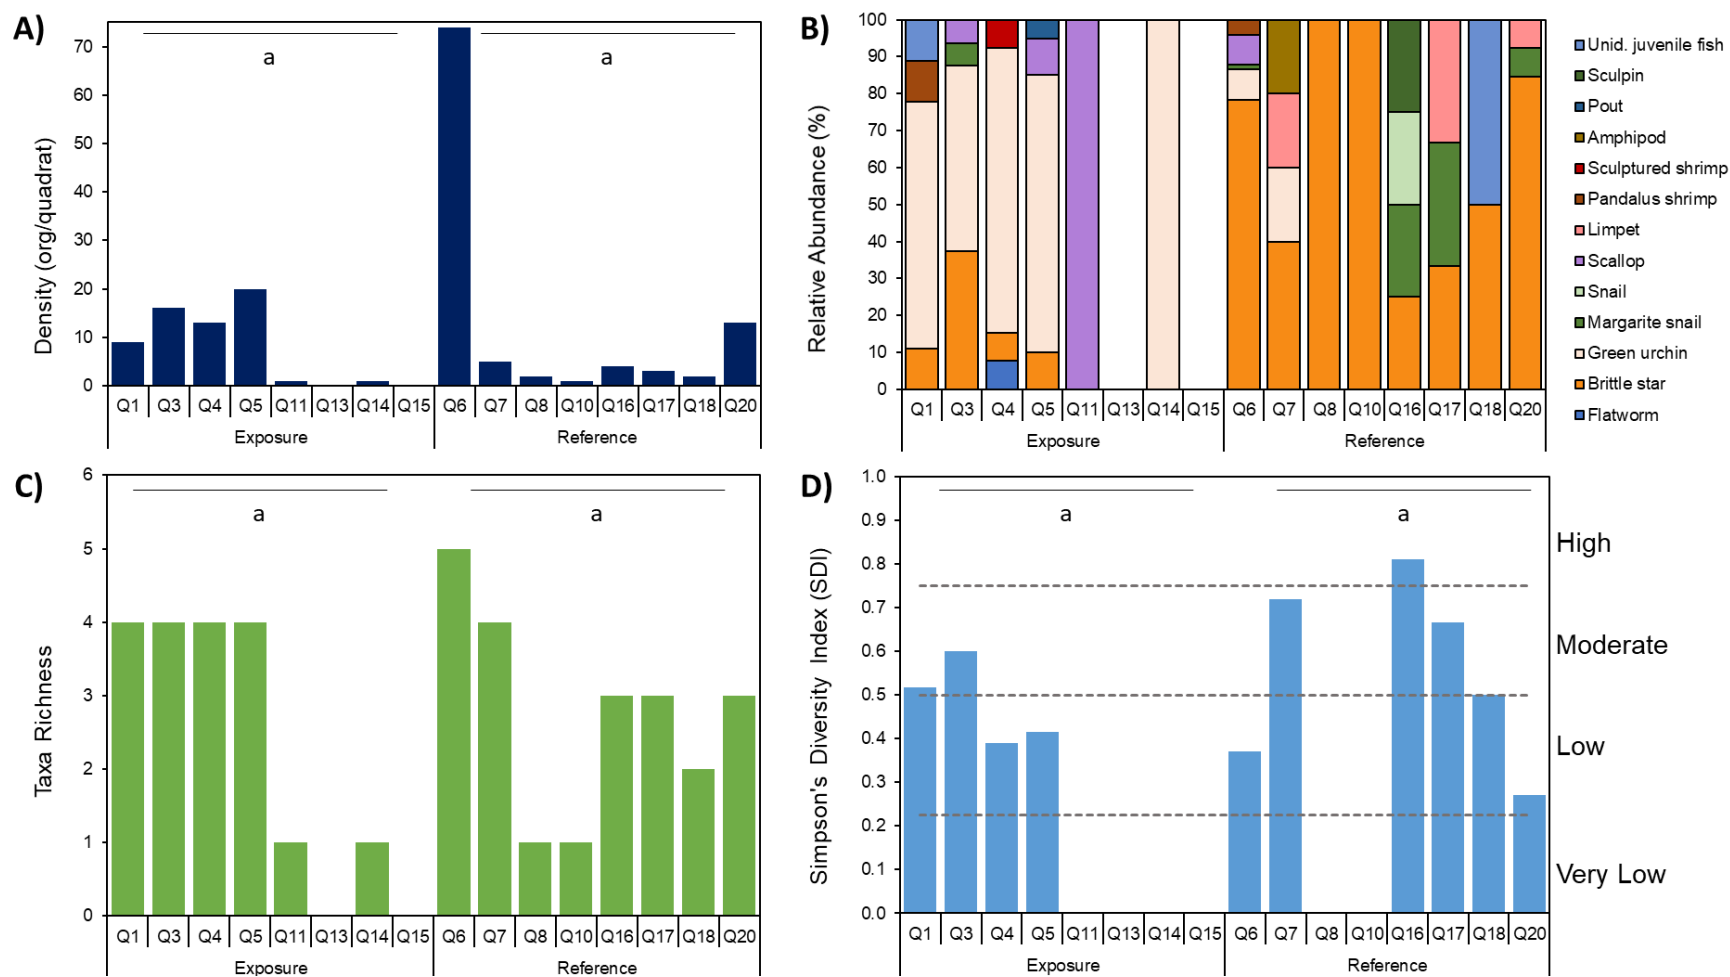 A)
Density (org/quadrat)
70
60
50
40
30
20
10
0
a
a
Q1 Q3 Q4 Q5 Q11 Q13 Q14 Q15 Q6 Q7 Q8 Q10 Q16 Q17 Q18 Q20
Exposure Reference
B)
Relative Abundance (%)
100
90
80
70
60
50
40
30
20
10
0
Q1 Q3 Q4 Q5 Q11 Q13 Q14 Q15 Q6 Q7 Q8 Q10 Q16 Q17 Q18 Q20
Exposure Reference
Unid. juvenile fish
Sculpin
Pout
Amphipod
Sculptured shrimp
Pandalus shrimp
Limpet
Scallop
Snail
Margarite snail
Green urchin
Brittle star
Flatworm
C)
Taxa Richness
6
5
4
3
2
1
0
a
a
Q1 Q3 Q4 Q5 Q11 Q13 Q14 Q15 Q6 Q7 Q8 Q10 Q16 Q17 Q18 Q20
Exposure Reference
D)
Simpson's Diversity Index (SDI)
1.0
0.9
0.8
0.7
0.6
0.5
0.4
0.3
0.2
0.1
0.0
a
a
High
Moderate
Low
Very Low
Q1 Q3 Q4 Q5 Q11 Q13 Q14 Q15 Q6 Q7 Q8 Q10 Q16 Q17 Q18 Q20
Exposure Reference